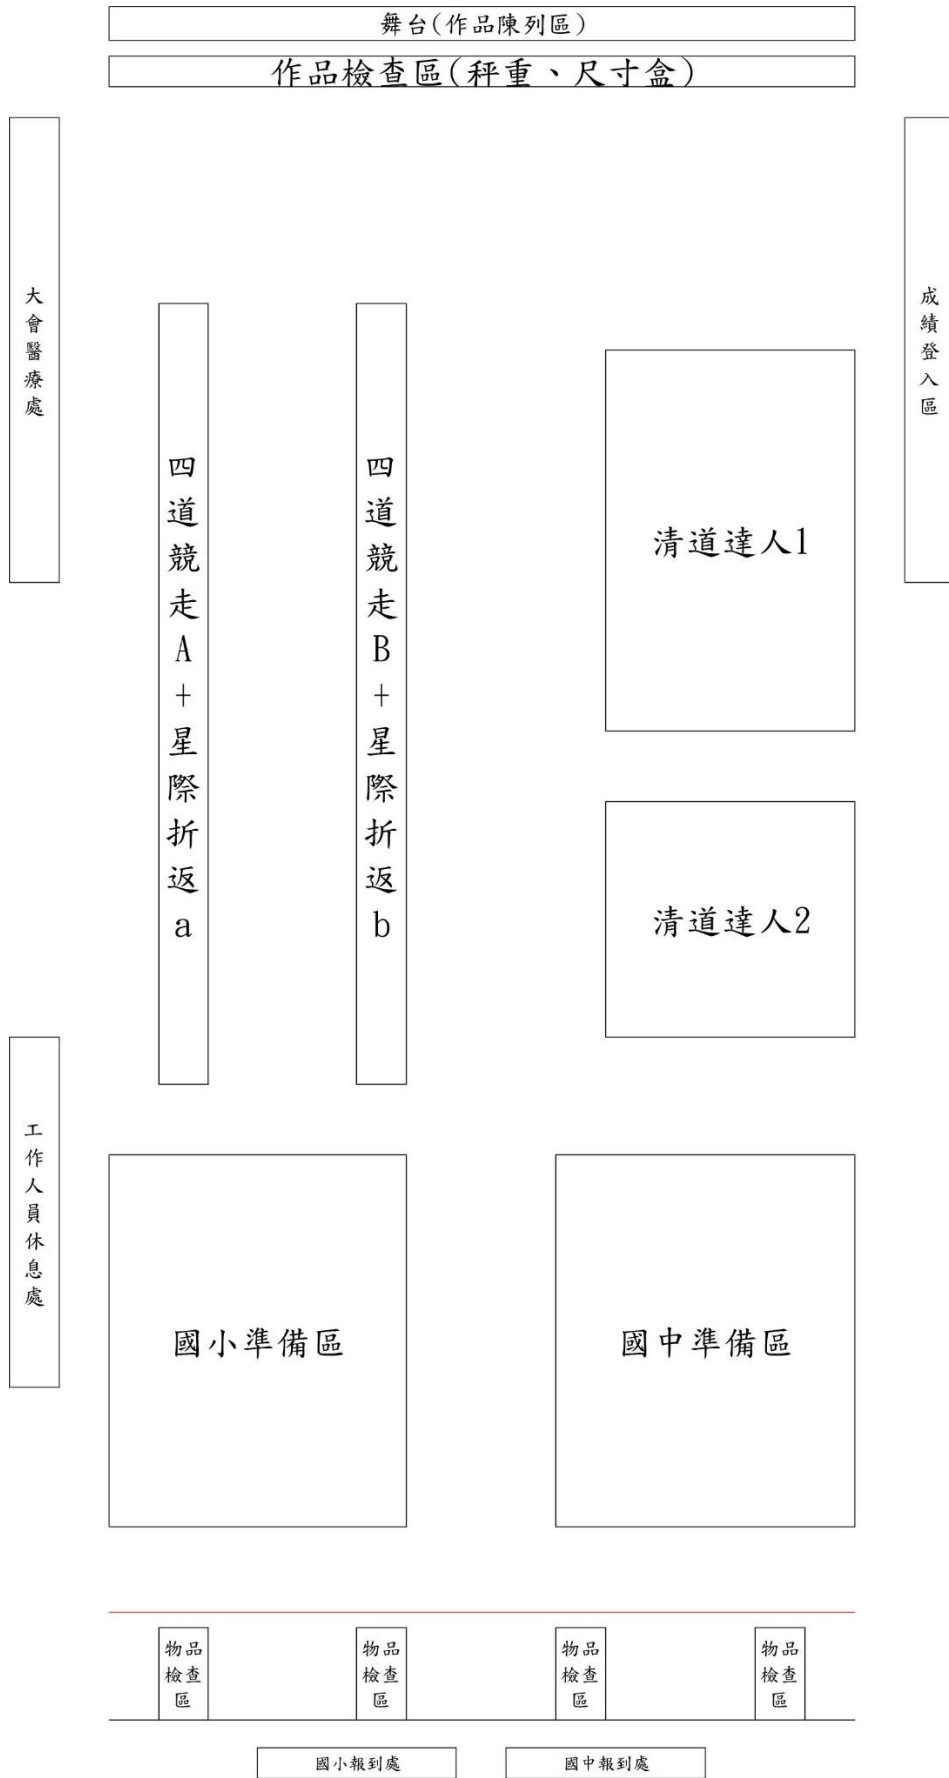 舞台(作品陳列區)
作品檢查區(秤重、尺寸盒)
大會醫療處
成績登入區
四道競走A+星際折返a
四道競走B+星際折返b
清道達人1
清道達人2
工作人員休息處
國小準備區
國中準備區
物品
檢查
區
物品
檢查
區
物品
檢查
區
物品
檢查
區
國小報到處
國中報到處